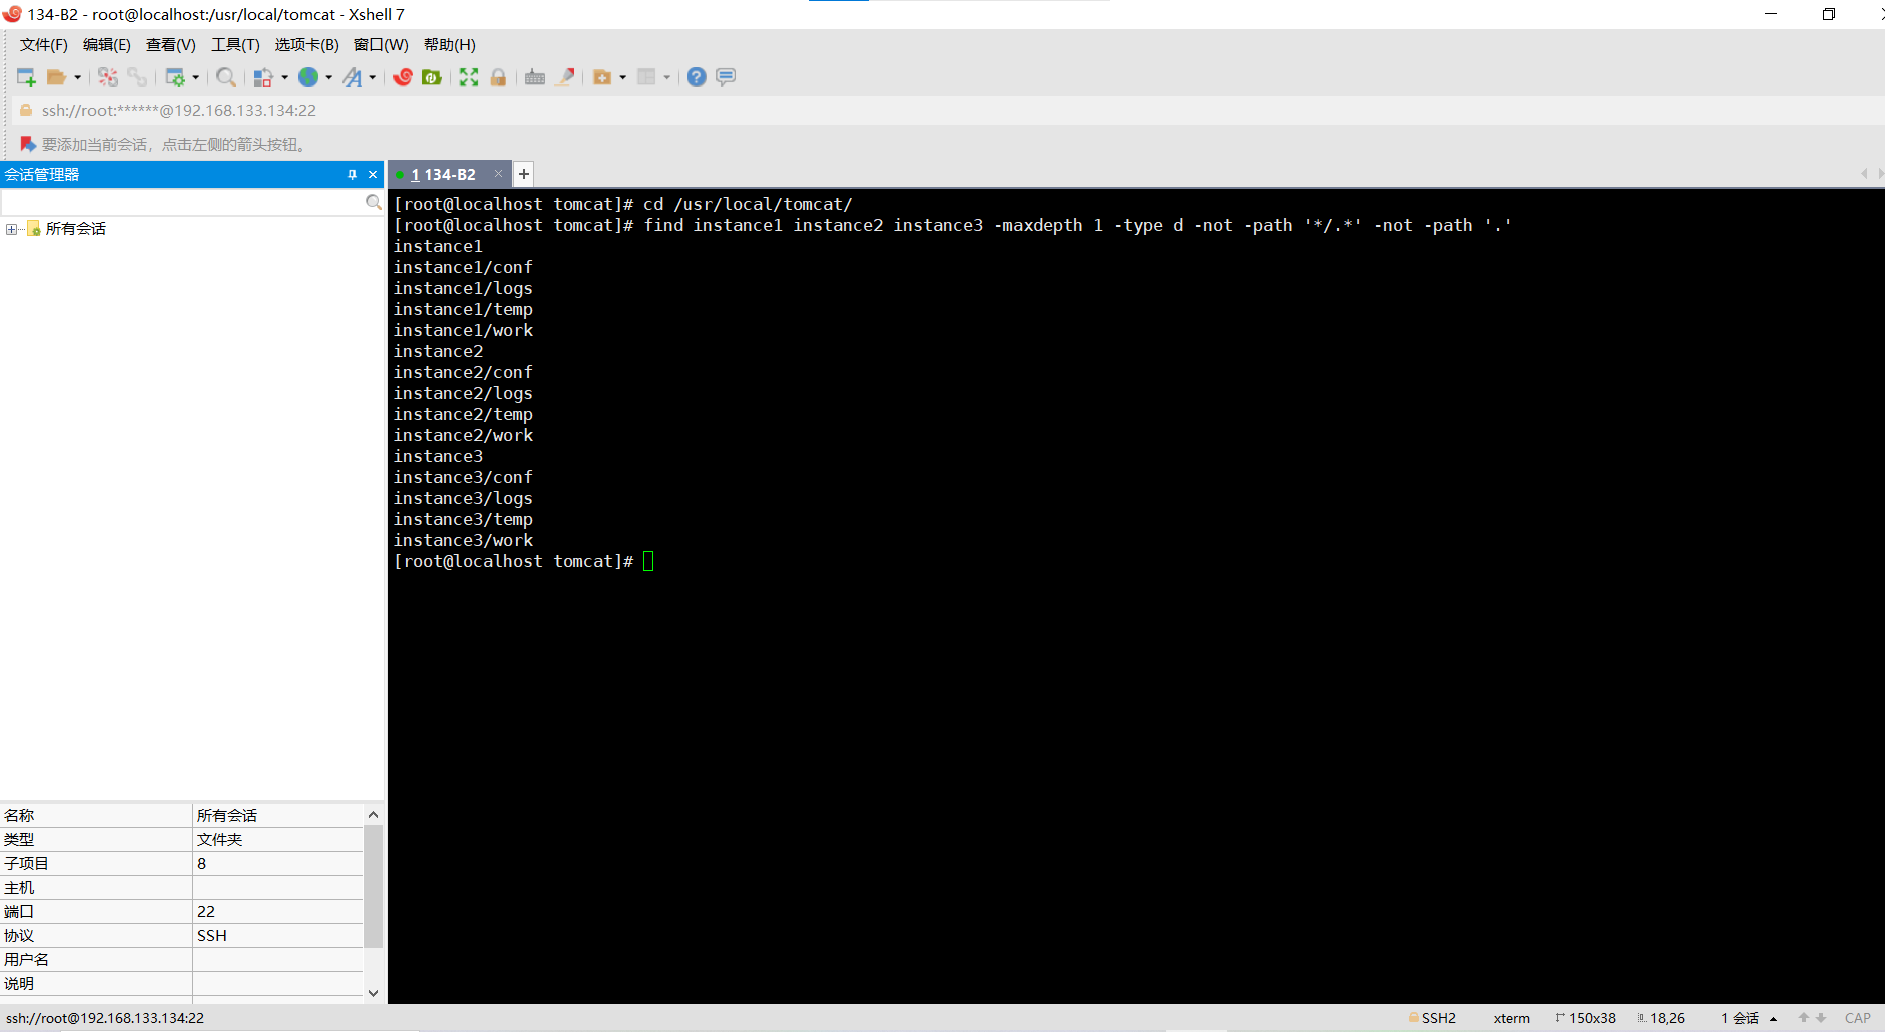 134-B2 - root@localhost:/usr/local/tomcat - Xshell 7
文件(F) 编辑(E) 查看(V) 工具(T) 选项卡(B) 窗口(W) 帮助(H)
ssh://root:******@192.168.133.134:22
要添加当前会话，点击左侧的箭头按钮。
会话管理器
所有会话
名称 所有会话
类型 文件夹
子项目 8
主机
端口 22
协议 SSH
用户名
说明
1 134-B2
[root@localhost tomcat]# cd /usr/local/tomcat/
[root@localhost tomcat]# find instance1 instance2 instance3 -maxdepth 1 -type d -not -path '*/.*' -not -path '.'
instance1
instance1/conf
instance1/logs
instance1/temp
instance1/work
instance2
instance2/conf
instance2/logs
instance2/temp
instance2/work
instance3
instance3/conf
instance3/logs
instance3/temp
instance3/work
[root@localhost tomcat]#
ssh://root@192.168.133.134:22 SSH2 xterm 150x38 18,26 1 会话 CAP